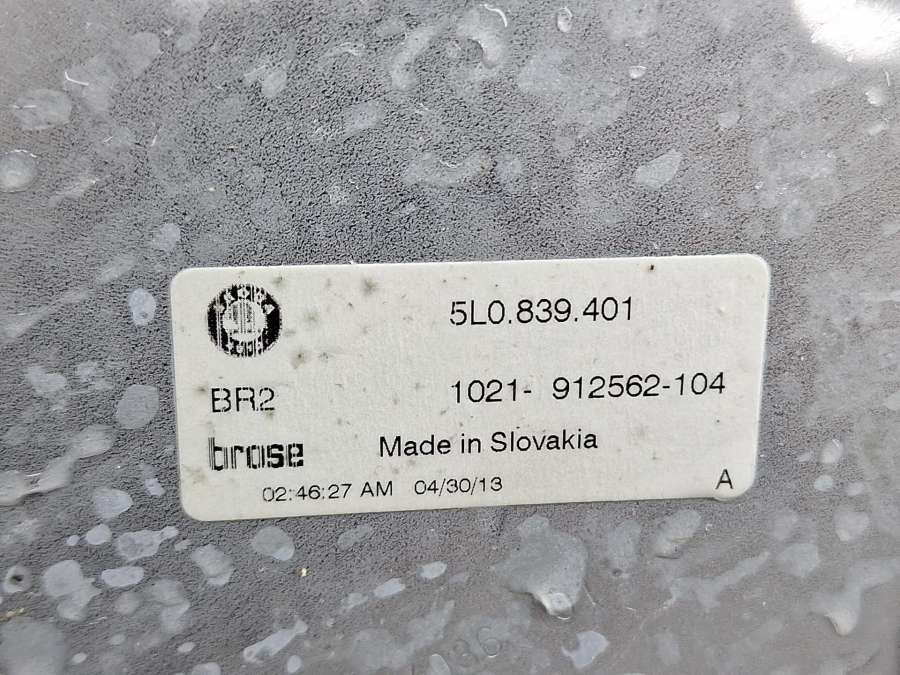 5L0.839.401
BR2 1021- 912562-104
brose Made in Slovakia
02:46:27 AM 04/30/13 A